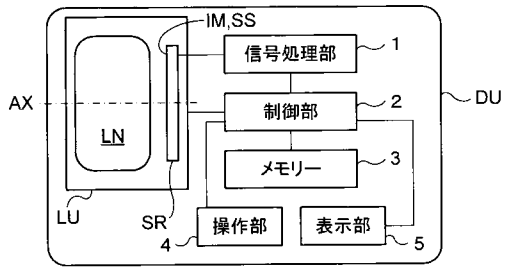 IM,SS
信号処理部
1
AX
LN
制御部
2
DU
メモリー
3
LU
SR
4
操作部
表示部
5